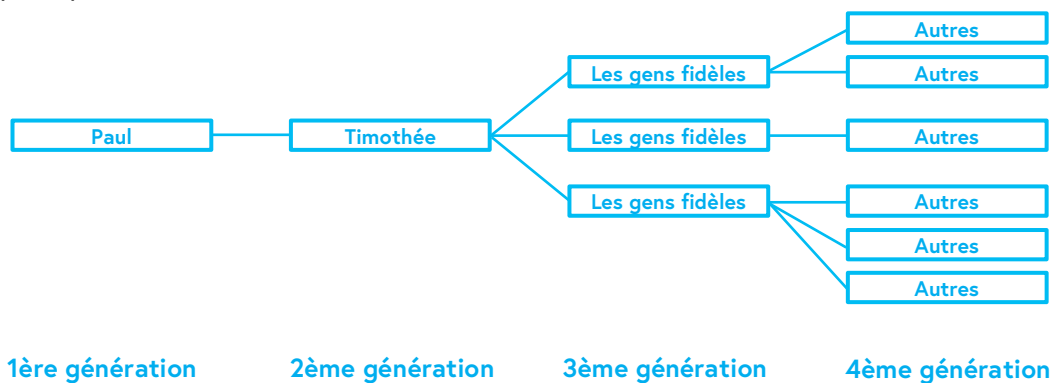 Autres
Les gens fidèles
Autres
Paul
Timothée
Les gens fidèles
Autres
Les gens fidèles
Autres
Autres
Autres
1ère génération
2ème génération
3ème génération
4ème génération